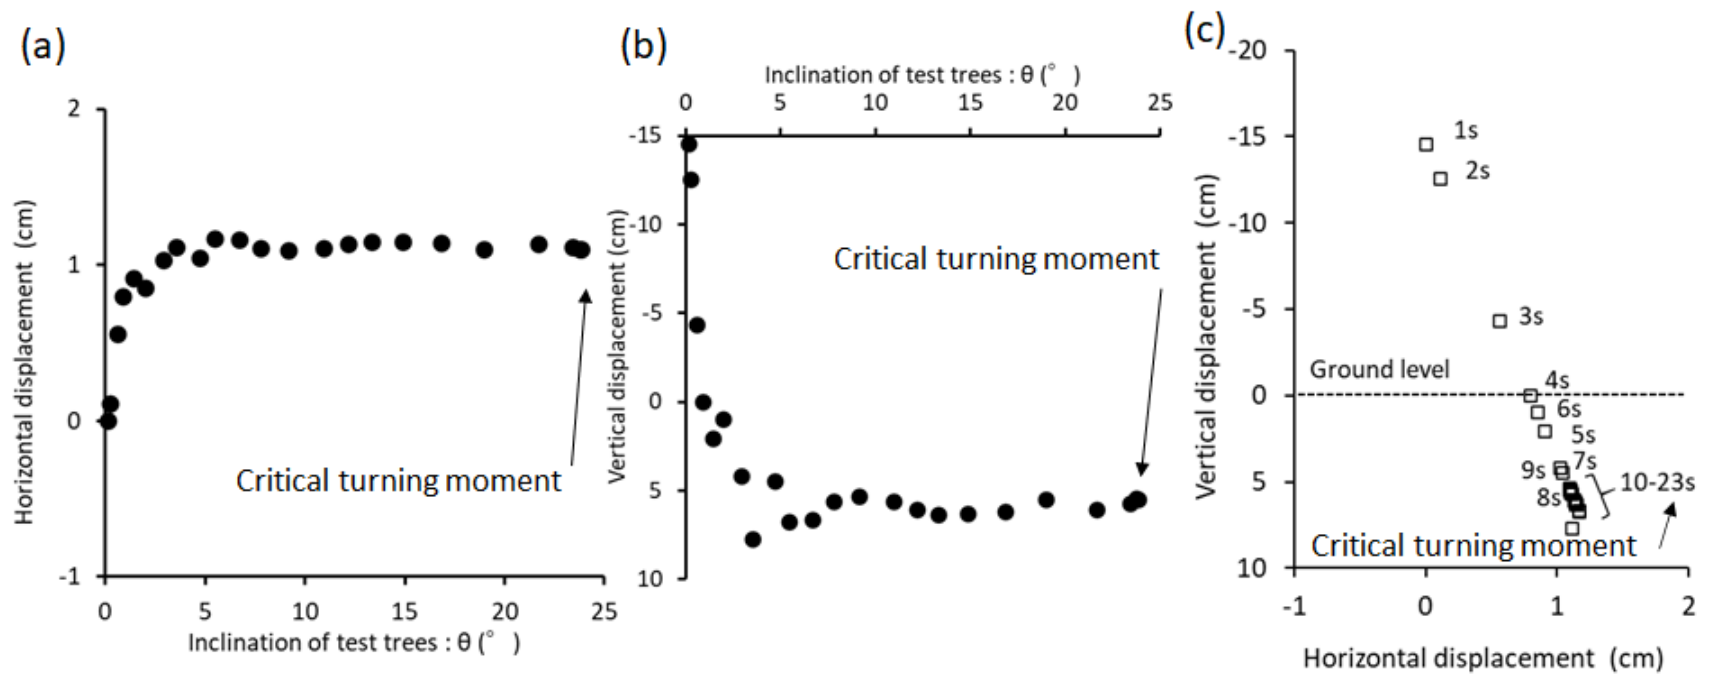 (a)
Horizontal displacement (cm)
2
1
0
-1
Critical turning moment
0 5 10 15 20 25
Inclination of test trees : θ (° )
(b)
Inclination of test trees : θ (° )
0 5 10 15 20 25
Vertical displacement (cm)
-15
-10
-5
0
5
10
Critical turning moment
(c)
Vertical displacement (cm)
-20
-15
-10
-5
0
5
10
1s
2s
3s
Ground level
4s
6s
5s
7s
9s
10-23s
8s
Critical turning moment
-1 0 1 2
Horizontal displacement (cm)